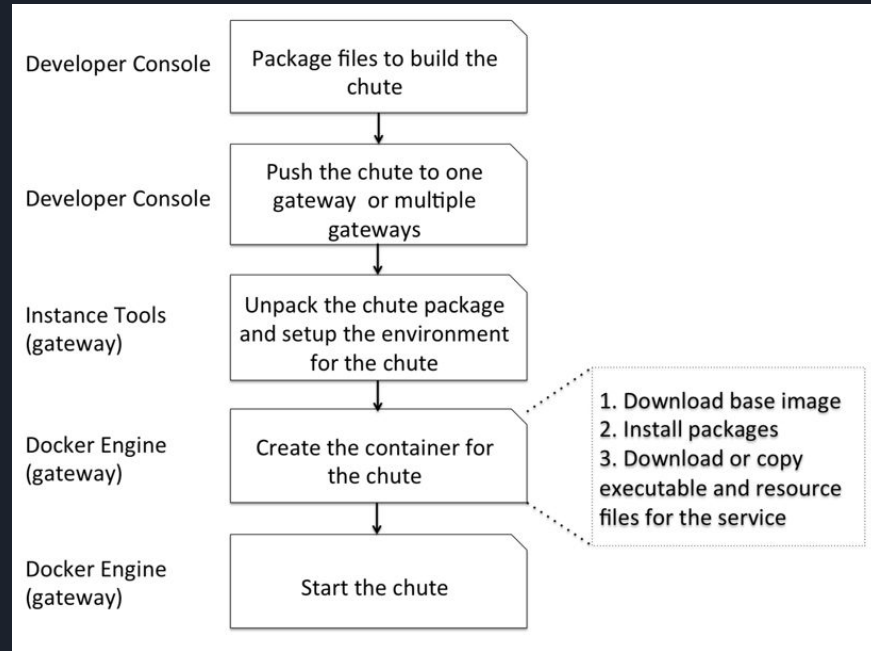 Developer Console
Package files to build the
chute
Developer Console
Push the chute to one
gateway or multiple
gateways
Instance Tools
(gateway)
Unpack the chute package
and setup the environment
for the chute
Docker Engine
(gateway)
Create the container for
the chute
1. Download base image
2. Install packages
3. Download or copy
executable and resource
files for the service
Docker Engine
(gateway)
Start the chute